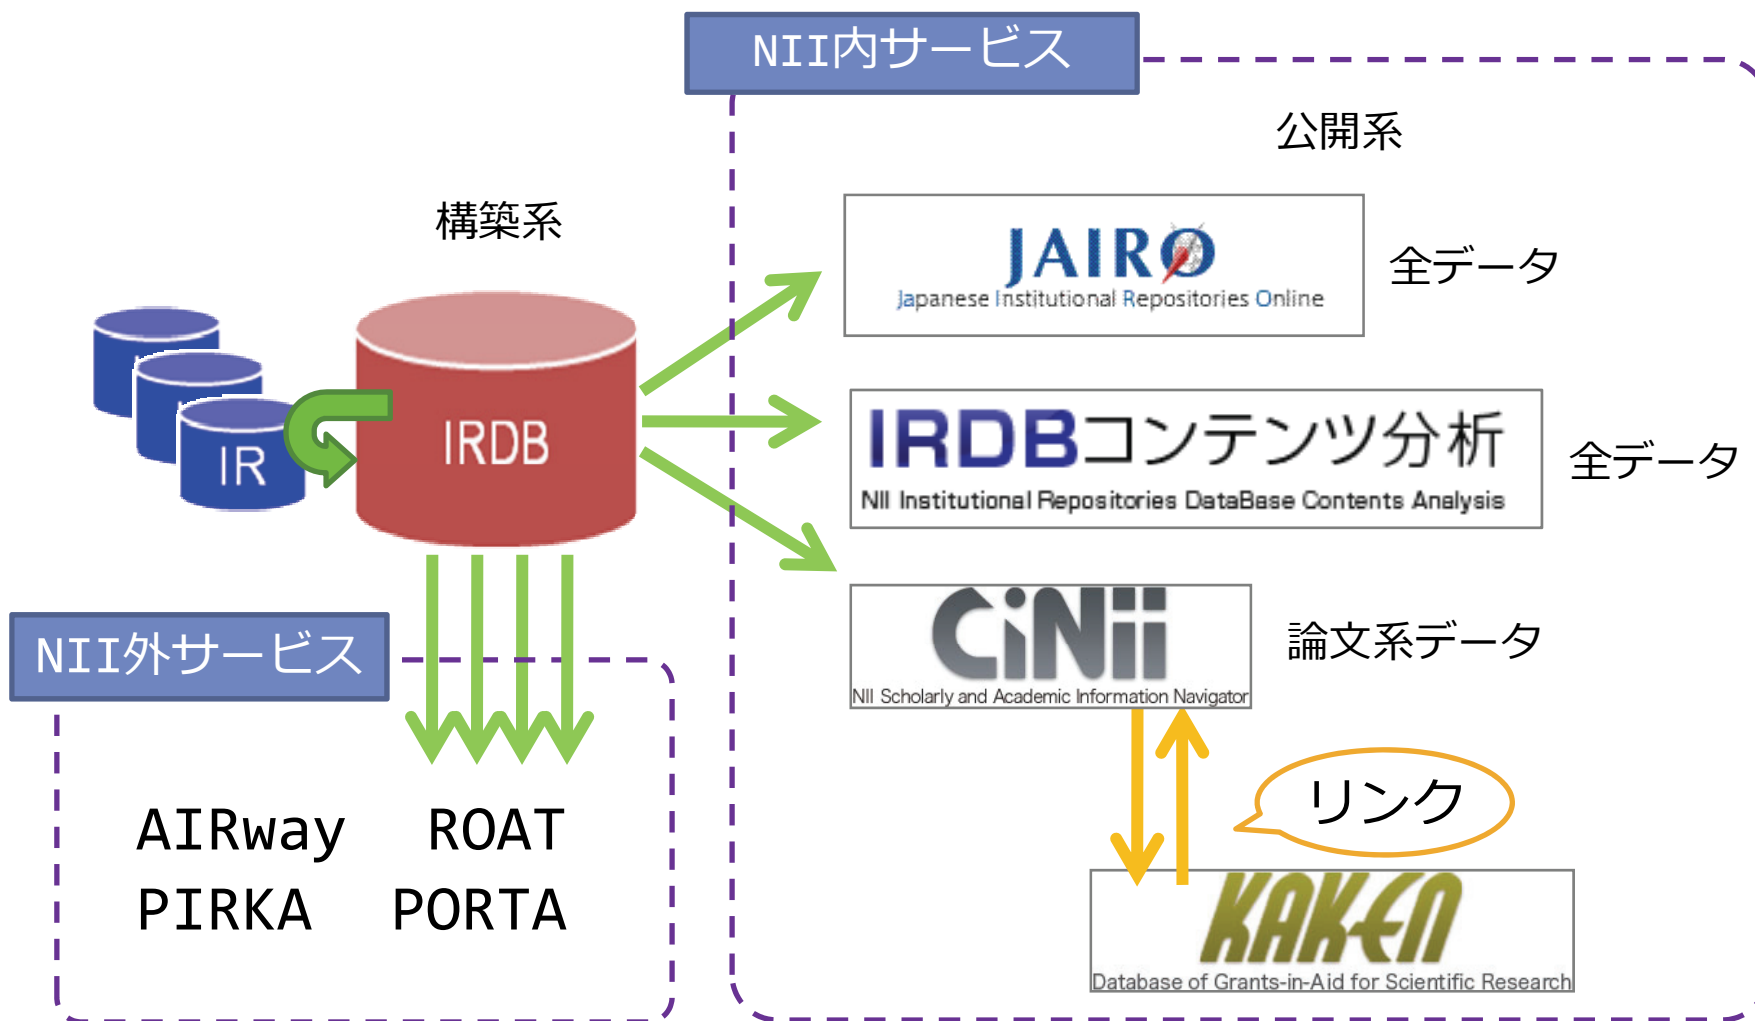 NII内サービス
公開系
構築系
JAIRO
Japanese Institutional Repositories Online
全データ
IR
IRDB
IRDBコンテンツ分析
NII Institutional Repositories DataBase Contents Analysis
全データ
CiNii
NII Scholarly and Academic Information Navigator
論文系データ
NII外サービス
AIRway ROAT
PIRKA PORTA
リンク
KAKEN
Database of Grants-in-Aid for Scientific Research